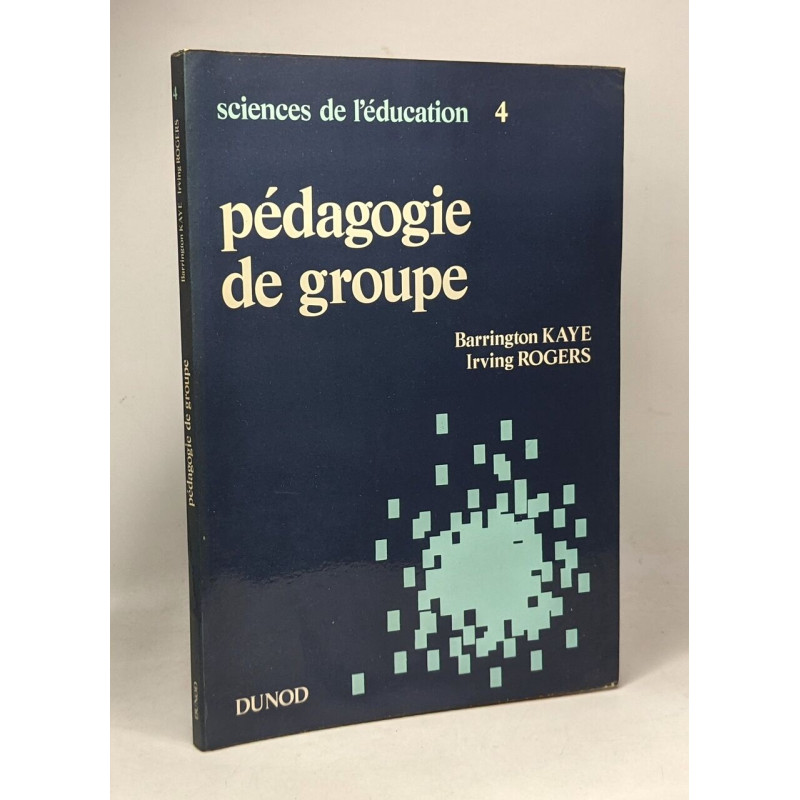 sciences de l'éducation 4
pédagogie
de groupe
Barrington KAYE
Irving ROGERS
DUNOD
4
Barrington KAYE Irving ROGERS
pédagogie de groupe
DUNOD